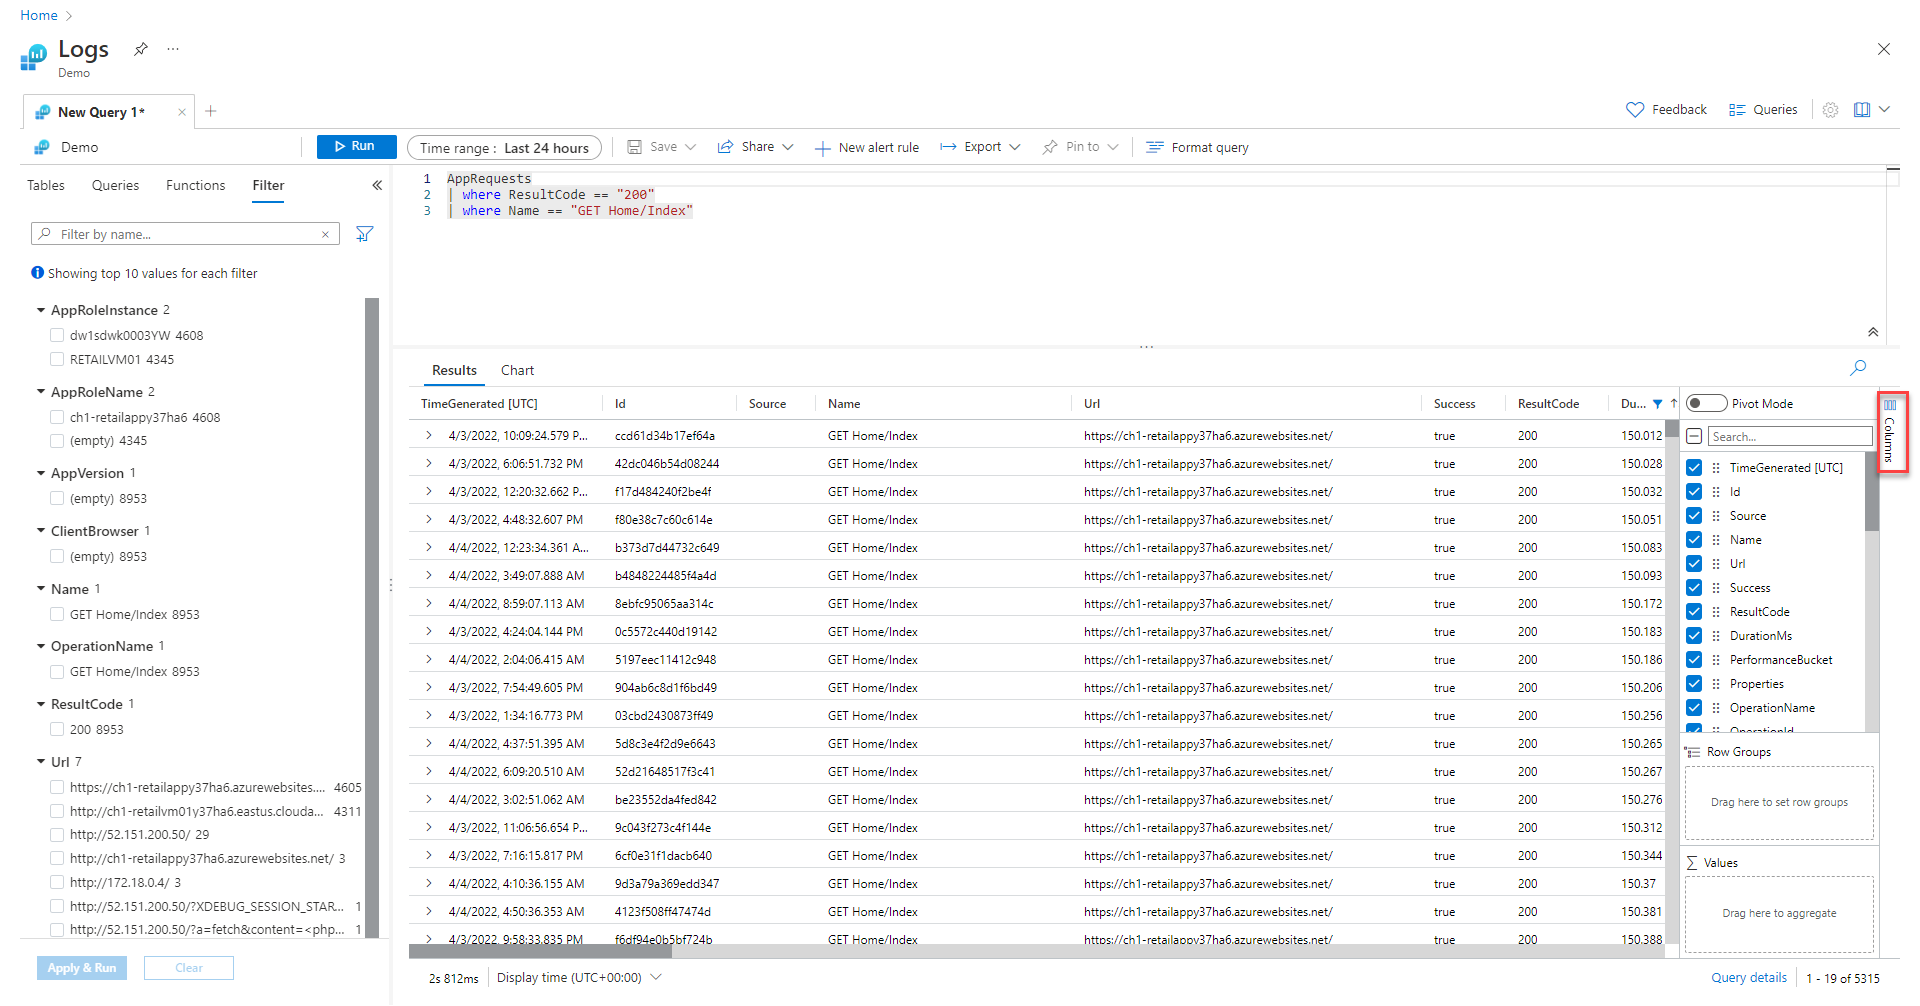 Home
Logs
Demo
New Query 1*
Feedback
Queries
Demo
Run
Time range : Last 24 hours
Save
Share
New alert rule
Export
Pin to
Format query
Tables
Queries
Functions
Filter
1 AppRequests
2 | where ResultCode == "200"
3 | where Name == "GET Home/Index"
Filter by name...
Showing top 10 values for each filter
AppRoleInstance 2
dw1sdwk0003YW 4608
RETAILVM01 4345
AppRoleName 2
ch1-retailappy37ha6 4608
(empty) 4345
AppVersion 1
(empty) 8953
ClientBrowser 1
(empty) 8953
Name 1
GET Home/Index 8953
OperationName 1
GET Home/Index 8953
ResultCode 1
200 8953
Url 7
https://ch1-retailappy37ha6.azurewebsites.... 4605
http://ch1-retailvm01y37ha6.eastus.clouda... 4311
http://52.151.200.50/ 29
http://ch1-retailappy37ha6.azurewebsites.net/ 3
http://172.18.0.4/ 3
http://52.151.200.50/?XDEBUG_SESSION_STAR... 1
http://52.151.200.50/?a=fetch&content=<php... 1
Apply & Run
Clear
Results
Chart
TimeGenerated [UTC] Id Source Name Url Success ResultCode Du...
4/3/2022, 10:09:24.579 P... ccd61d34b17ef64a GET Home/Index https://ch1-retailappy37ha6.azurewebsites.net/ true 200 150.012
4/3/2022, 6:06:51.732 PM 42dc046b54d08244 GET Home/Index https://ch1-retailappy37ha6.azurewebsites.net/ true 200 150.028
4/3/2022, 12:20:32.662 P... f17d484240f2be4f GET Home/Index https://ch1-retailappy37ha6.azurewebsites.net/ true 200 150.032
4/3/2022, 4:48:32.607 PM f80e38c7c60c614e GET Home/Index https://ch1-retailappy37ha6.azurewebsites.net/ true 200 150.051
4/4/2022, 12:23:34.361 A... b373d7d44732c649 GET Home/Index https://ch1-retailappy37ha6.azurewebsites.net/ true 200 150.083
4/4/2022, 3:49:07.888 AM b4848224485f4a4d GET Home/Index https://ch1-retailappy37ha6.azurewebsites.net/ true 200 150.093
4/4/2022, 8:59:07.113 AM 8ebfc95065aa314c GET Home/Index https://ch1-retailappy37ha6.azurewebsites.net/ true 200 150.172
4/3/2022, 4:24:04.144 PM 0c5572c440d19142 GET Home/Index https://ch1-retailappy37ha6.azurewebsites.net/ true 200 150.183
4/4/2022, 2:04:06.415 AM 5197eec11412c948 GET Home/Index https://ch1-retailappy37ha6.azurewebsites.net/ true 200 150.186
4/3/2022, 7:54:49.605 PM 904ab6c8d1f6bd49 GET Home/Index https://ch1-retailappy37ha6.azurewebsites.net/ true 200 150.206
4/3/2022, 1:34:16.773 PM 03cbd2430873ff49 GET Home/Index https://ch1-retailappy37ha6.azurewebsites.net/ true 200 150.256
4/4/2022, 4:37:51.395 AM 5d8c3e4f2d9e6643 GET Home/Index https://ch1-retailappy37ha6.azurewebsites.net/ true 200 150.265
4/4/2022, 6:09:20.510 AM 52d21648517f3c41 GET Home/Index https://ch1-retailappy37ha6.azurewebsites.net/ true 200 150.267
4/4/2022, 3:02:51.062 AM be23552da4fed842 GET Home/Index https://ch1-retailappy37ha6.azurewebsites.net/ true 200 150.276
4/3/2022, 11:06:56.654 P... 9c043f273c4f144e GET Home/Index https://ch1-retailappy37ha6.azurewebsites.net/ true 200 150.312
4/3/2022, 7:16:15.817 PM 6cf0e31f1dacb640 GET Home/Index https://ch1-retailappy37ha6.azurewebsites.net/ true 200 150.344
4/4/2022, 4:10:36.155 AM 9d3a79a369edd347 GET Home/Index https://ch1-retailappy37ha6.azurewebsites.net/ true 200 150.37
4/4/2022, 4:50:36.353 AM 4123f508ff47474d GET Home/Index https://ch1-retailappy37ha6.azurewebsites.net/ true 200 150.381
4/3/2022, 9:58:33.835 PM f6df94e0b5bf724b GET Home/Index https://ch1-retailappy37ha6.azurewebsites.net/ true 200 150.388
Pivot Mode
Search...
TimeGenerated [UTC]
Id
Source
Name
Url
Success
ResultCode
DurationMs
PerformanceBucket
Properties
OperationName
OperationId
Row Groups
Drag here to set row groups
Values
Drag here to aggregate
Columns
2s 812ms
Display time (UTC+00:00)
Query details
1 - 19 of 5315